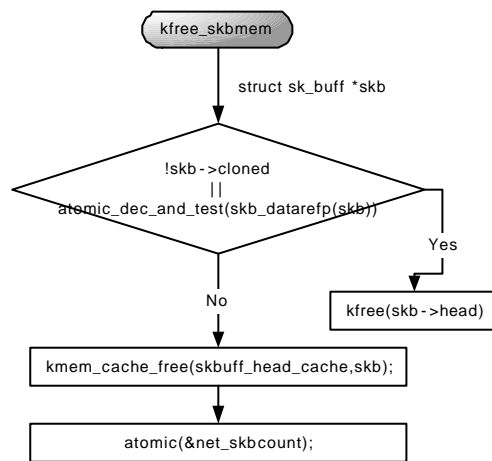 kfree_skbmem
struct sk_buff *skb
!skb->cloned
||
atomic_dec_and_test(skb_datarefp(skb))
Yes
kfree(skb->head)
No
kmem_cache_free(skbuff_head_cache,skb);
atomic(&net_skbcount);